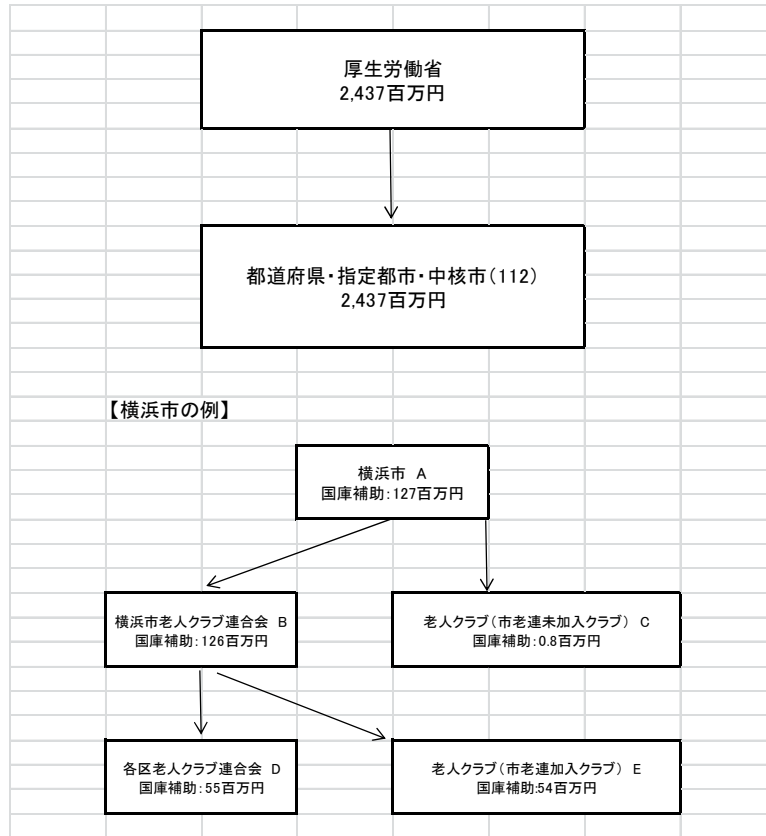 厚生労働省
2,437百万円
都道府県・指定都市・中核市（112）
2,437百万円
【横浜市の例】
横浜市 A
国庫補助：127百万円
横浜市老人クラブ連合会 B
国庫補助：126百万円
老人クラブ（市老連未加入クラブ） C
国庫補助：0.8百万円
各区老人クラブ連合会 D
国庫補助：55百万円
老人クラブ（市老連加入クラブ） E
国庫補助:54百万円